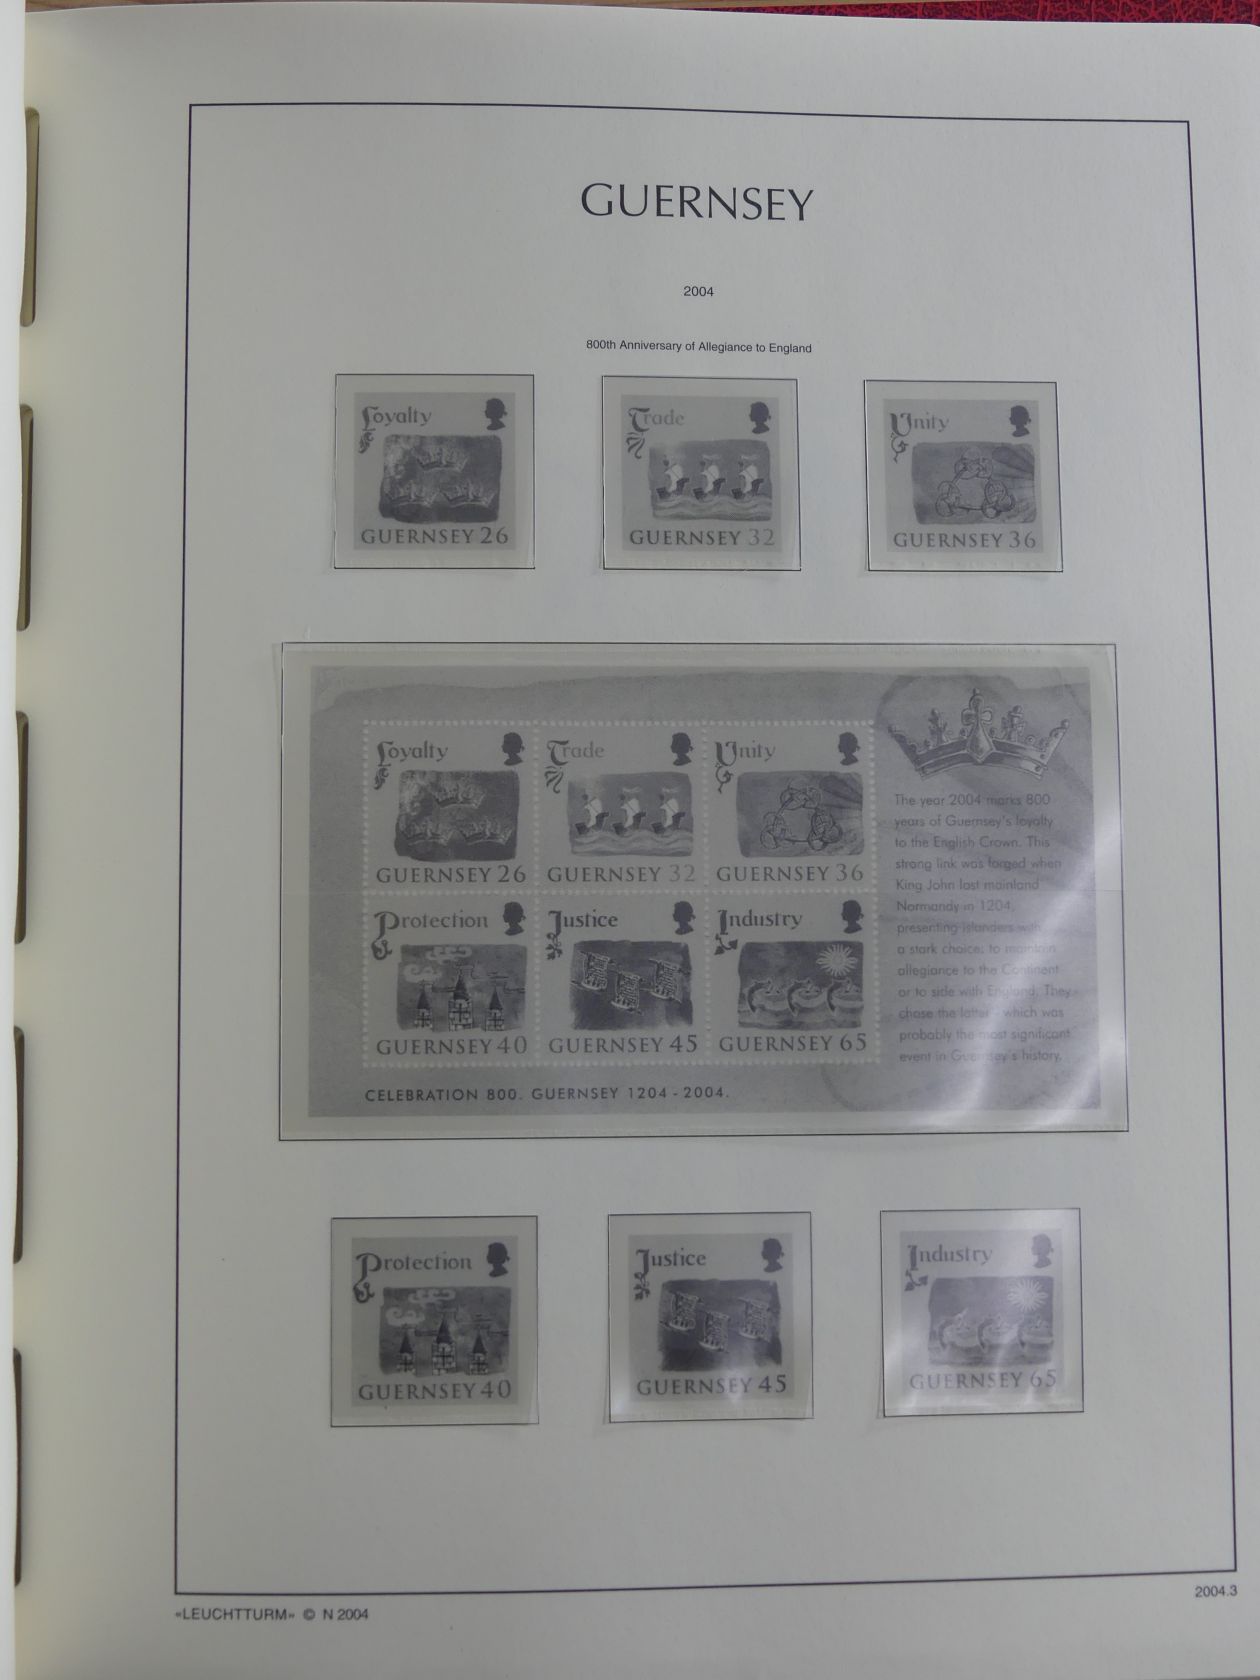 GUERNSEY
2004
800th Anniversary of Allegiance to England
Loyalty
GUERNSEY 26
Trade
GUERNSEY 32
Unity
GUERNSEY 36
Loyalty
GUERNSEY 26
Trade
GUERNSEY 32
Unity
GUERNSEY 36
Protection
GUERNSEY 40
Justice
GUERNSEY 45
Industry
GUERNSEY 65
The year 2004 marks 800
years of Guernsey's loyalty
to the English Crown. This
strong link was forged when
King John lost mainland
Normandy in 1204,
presenting islanders with
a stark choice: to maintain
allegiance to the Continent
or to side with England. They
chose the latter - which was
probably the most significant
event in Guernsey's history.
CELEBRATION 800. GUERNSEY 1204 - 2004.
Protection
GUERNSEY 40
Justice
GUERNSEY 45
Industry
GUERNSEY 65
2004.3
«LEUCHTTURM» © N 2004